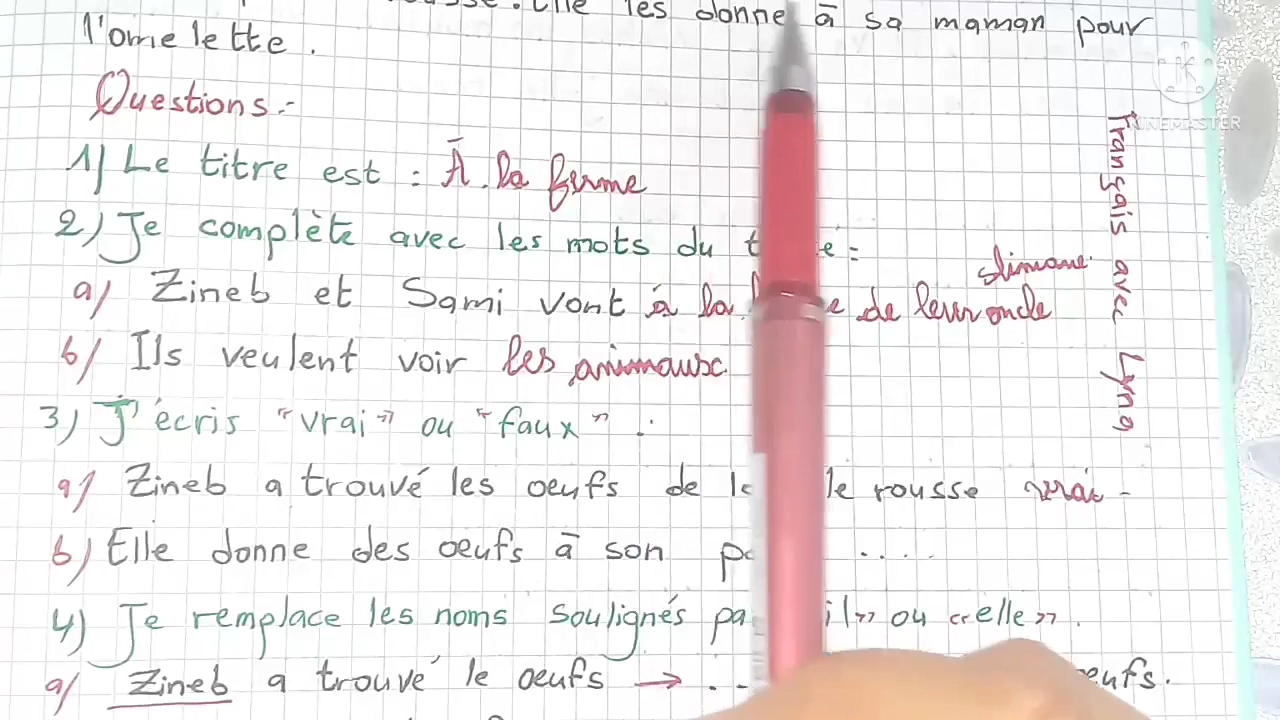 les donne à sa maman pour
l'omelette.
Questions.-
1) Le titre est : À la ferme
2) Je complète avec les mots du
a) Zineb et Sami vont à la de leur oncle slimane.
b) Ils veulent voir les animaux
3) J'écris "vrai" ou "faux" :
a) Zineb a trouvé les oeufs de rousse vrai -
b) Elle donne des oeufs à son ....
4) Je remplace les noms soulignés il» ou «elle».
a) Zineb a trouvé le oeufs → ..
Français avec Lyna
KINEMASTER